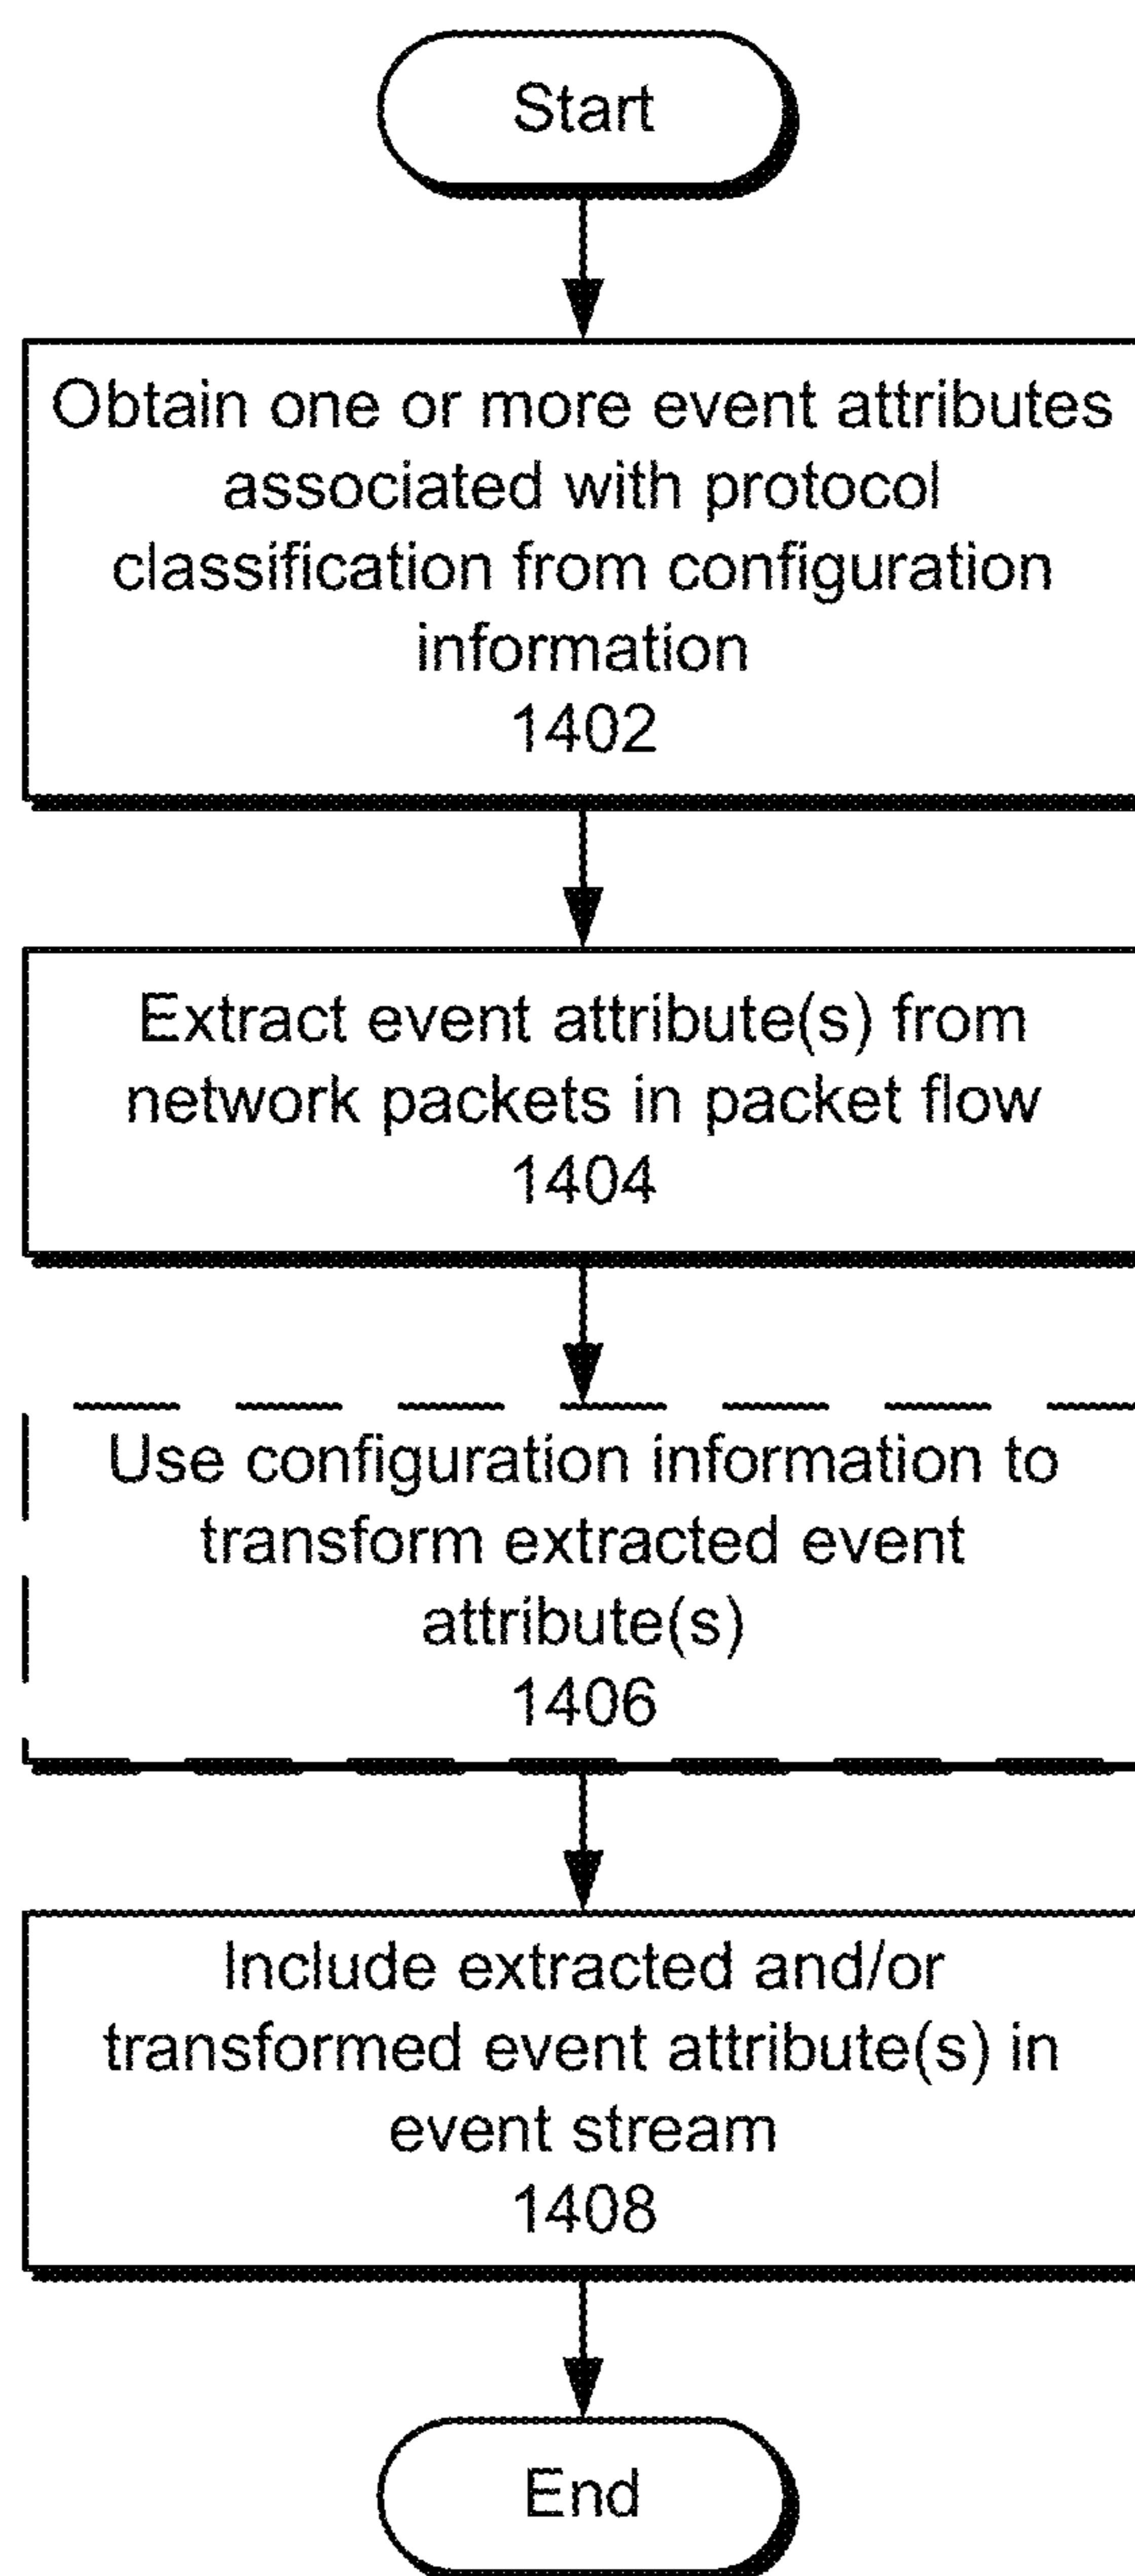 Start
Obtain one or more event attributes
associated with protocol
classification from configuration
information
1402
Extract event attribute(s) from
network packets in packet flow
1404
Use configuration information to
transform extracted event
attribute(s)
1406
Include extracted and/or
transformed event attribute(s) in
event stream
1408
End